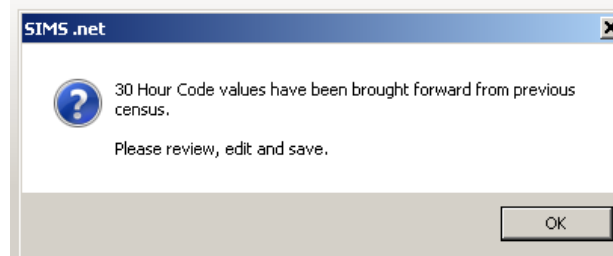 SIMS .net
30 Hour Code values have been brought forward from previous
census.
Please review, edit and save.
OK